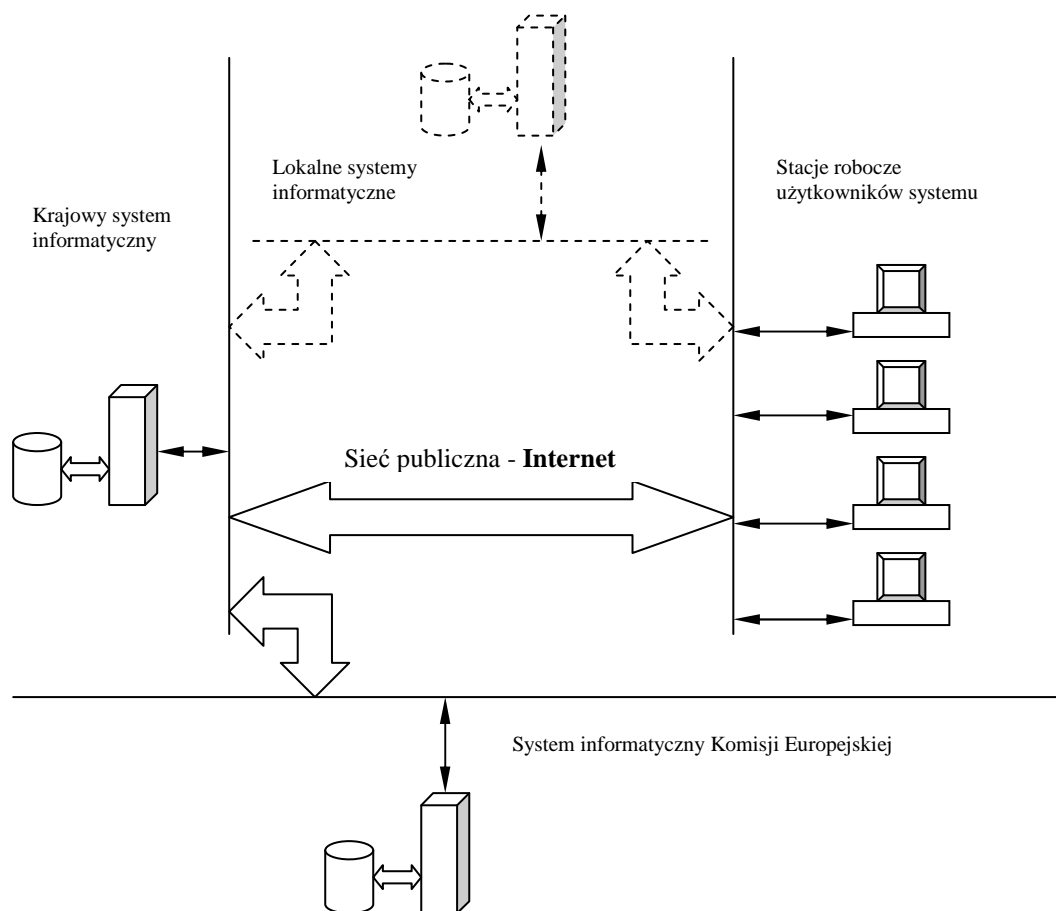 Lokalne systemy
informatyczne
Stacje robocze
użytkowników systemu
Krajowy system
informatyczny
Sieć publiczna - Internet
System informatyczny Komisji Europejskiej